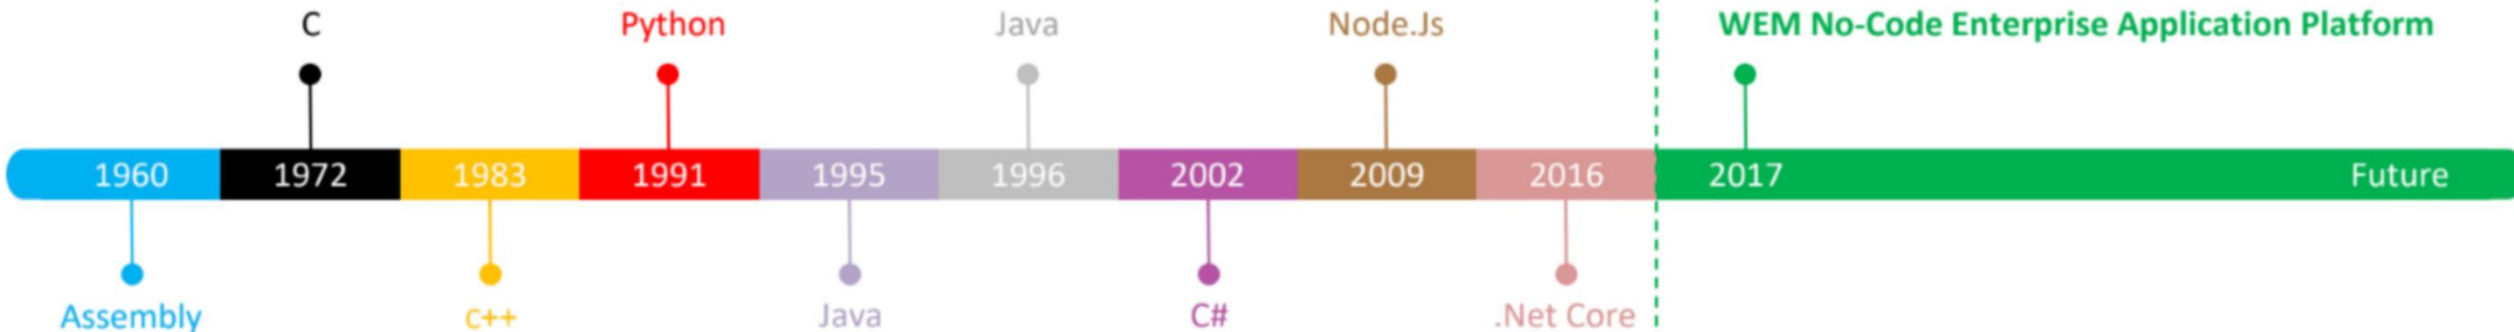 C
Python
Java
Node.Js
WEM No-Code Enterprise Application Platform
1960
1972
1983
1991
1995
1996
2002
2009
2016
2017
Future
Assembly
c++
Java
C#
.Net Core